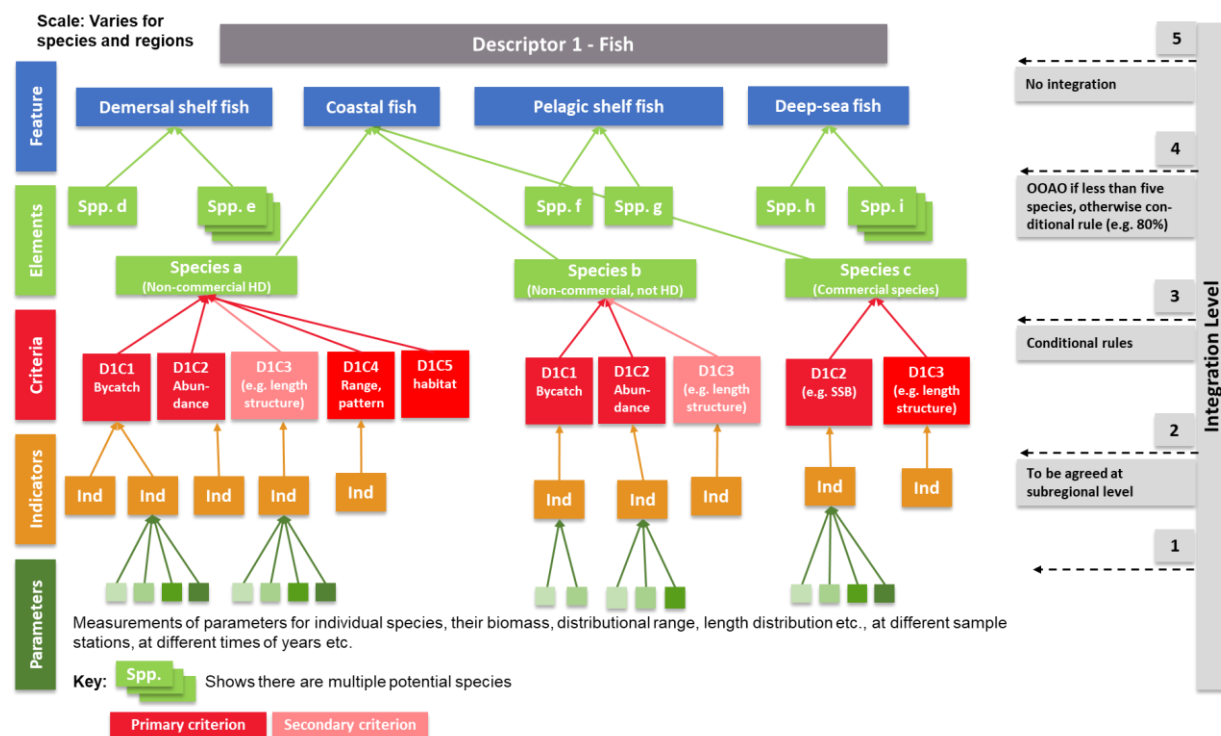 Scale: Varies for
species and regions
Descriptor 1 - Fish
5
No integration
Feature
Demersal shelf fish
Coastal fish
Pelagic shelf fish
Deep-sea fish
4
OOAO if less than five
species, otherwise con-
ditional rule (e.g. 80%)
Elements
Spp. d
Spp. e
Spp. f
Spp. g
Spp. h
Spp. i
Species a
(Non-commercial HD)
Species b
(Non-commercial, not HD)
Species c
(Commercial species)
3
Conditional rules
Criteria
D1C1
Bycatch
D1C2
Abun-
dance
D1C3
(e.g. length
structure)
D1C4
Range,
pattern
D1C5
habitat
D1C1
Bycatch
D1C2
Abun-
dance
D1C3
(e.g. length
structure)
D1C2
(e.g. SSB)
D1C3
(e.g. length
structure)
2
To be agreed at
subregional level
Indicators
Ind
Ind
Ind
Ind
Ind
Ind
Ind
Ind
Ind
Ind
1
Integration Level
Parameters
Measurements of parameters for individual species, their biomass, distributional range, length distribution etc., at different sample
stations, at different times of years etc.
Key:
Spp.
Shows there are multiple potential species
Primary criterion
Secondary criterion